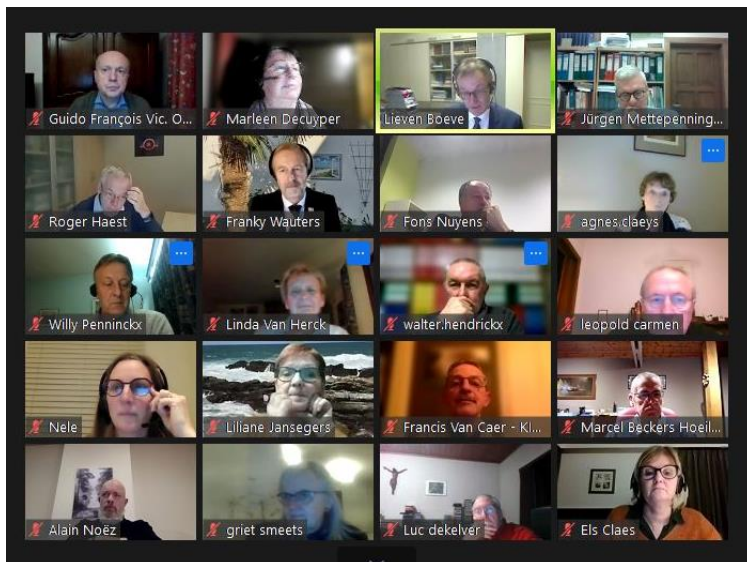 Guido François Vic. O...
Marleen Decuyper
Lieven Boeve
Jürgen Mettepenning...
Roger Haest
Franky Wauters
Fons Nuyens
agnes.claeys
Willy Penninckx
Linda Van Herck
walter.hendrickx
leopold carmen
Nele
Liliane Jansegers
Francis Van Caer - Kl...
Marcel Beckers Hoeil...
Alain Noëz
griet smeets
Luc dekelver
Els Claes